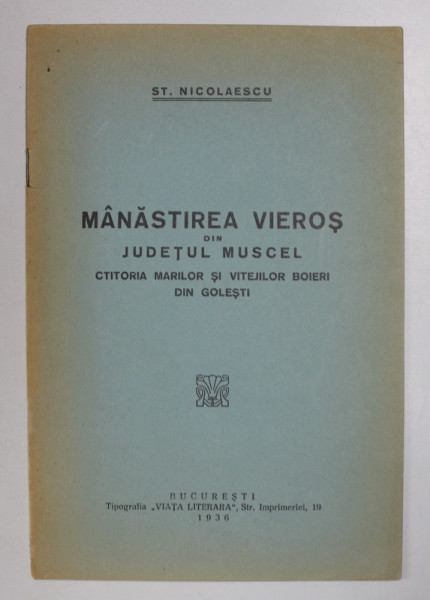 ST. NICOLAESCU
MÂNĂSTIREA VIEROȘ
DIN
JUDEȚUL MUSCEL
CTITORIA MARILOR ȘI VITEJILOR BOIERI
DIN GOLEȘTI
BUCUREȘTI
Tipografia „VIAȚA LITERARA“, Str. Imprimeriei, 19
1936